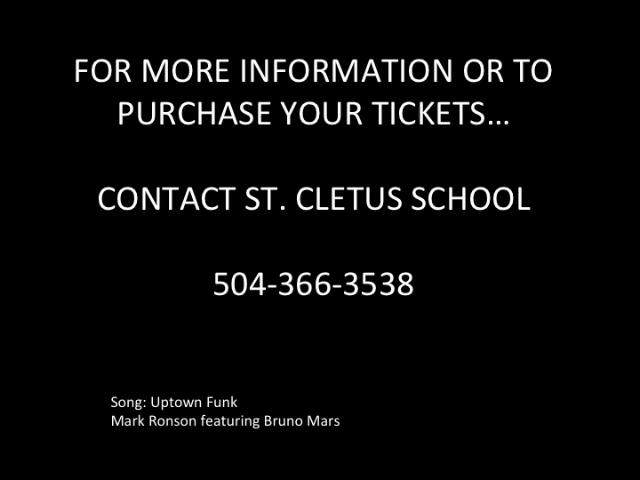 FOR MORE INFORMATION OR TO
PURCHASE YOUR TICKETS…
CONTACT ST. CLETUS SCHOOL
504-366-3538
Song: Uptown Funk
Mark Ronson featuring Bruno Mars